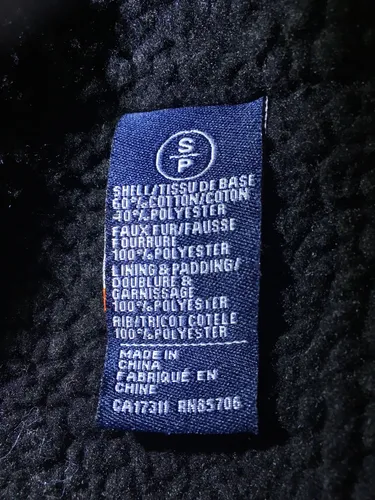 S
P
SHELL/TISSU DE BASE
60% COTTON/COTON
40% POLYESTER
FAUX FUR/FAUSSE
FOURRURE
100% POLYESTER
LINING & PADDING/
DOUBLURE &
GARNISSAGE
100% POLYESTER
RIB/TRICOT COTELE
100% POLYESTER
MADE IN
CHINA
FABRIQUÉ EN
CHINE
CA17311 RN85706